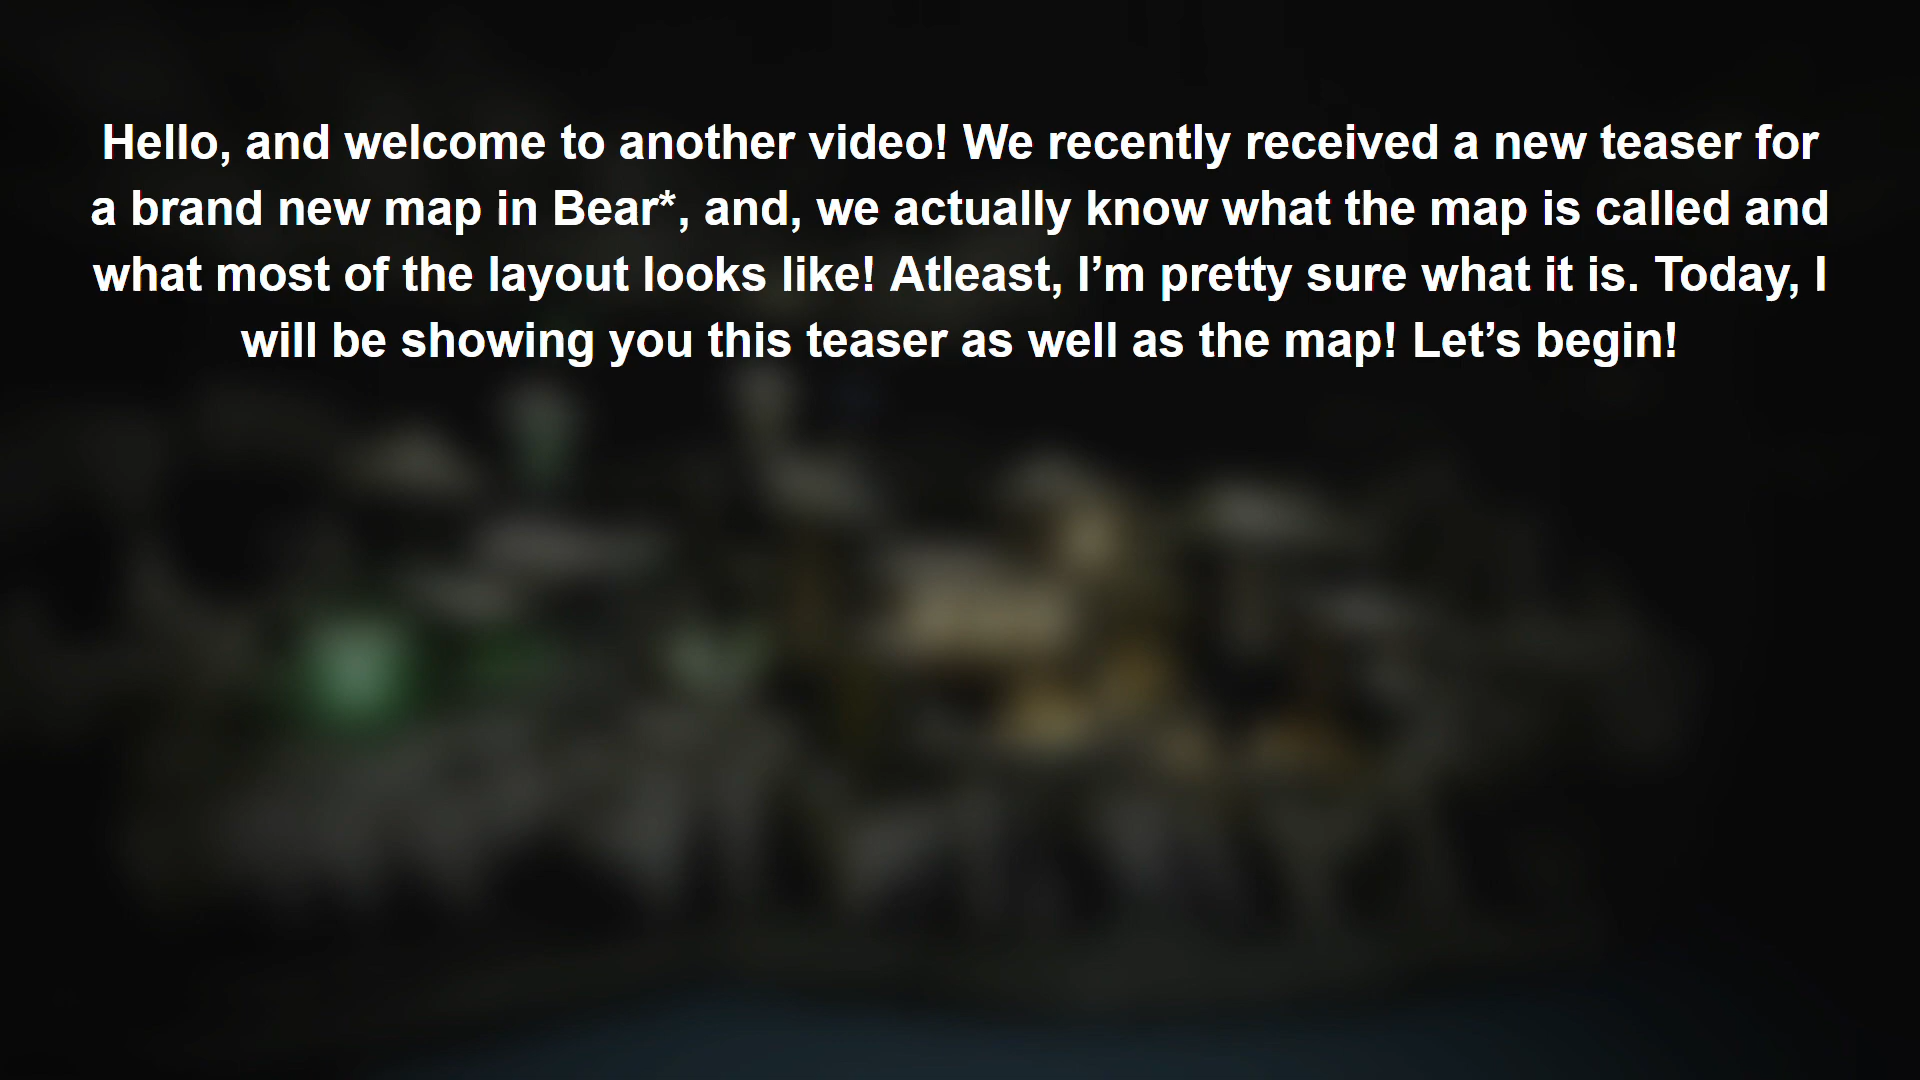 Hello, and welcome to another video! We recently received a new teaser for
a brand new map in Bear*, and, we actually know what the map is called and
what most of the layout looks like! Atleast, I’m pretty sure what it is. Today, I
will be showing you this teaser as well as the map! Let’s begin!